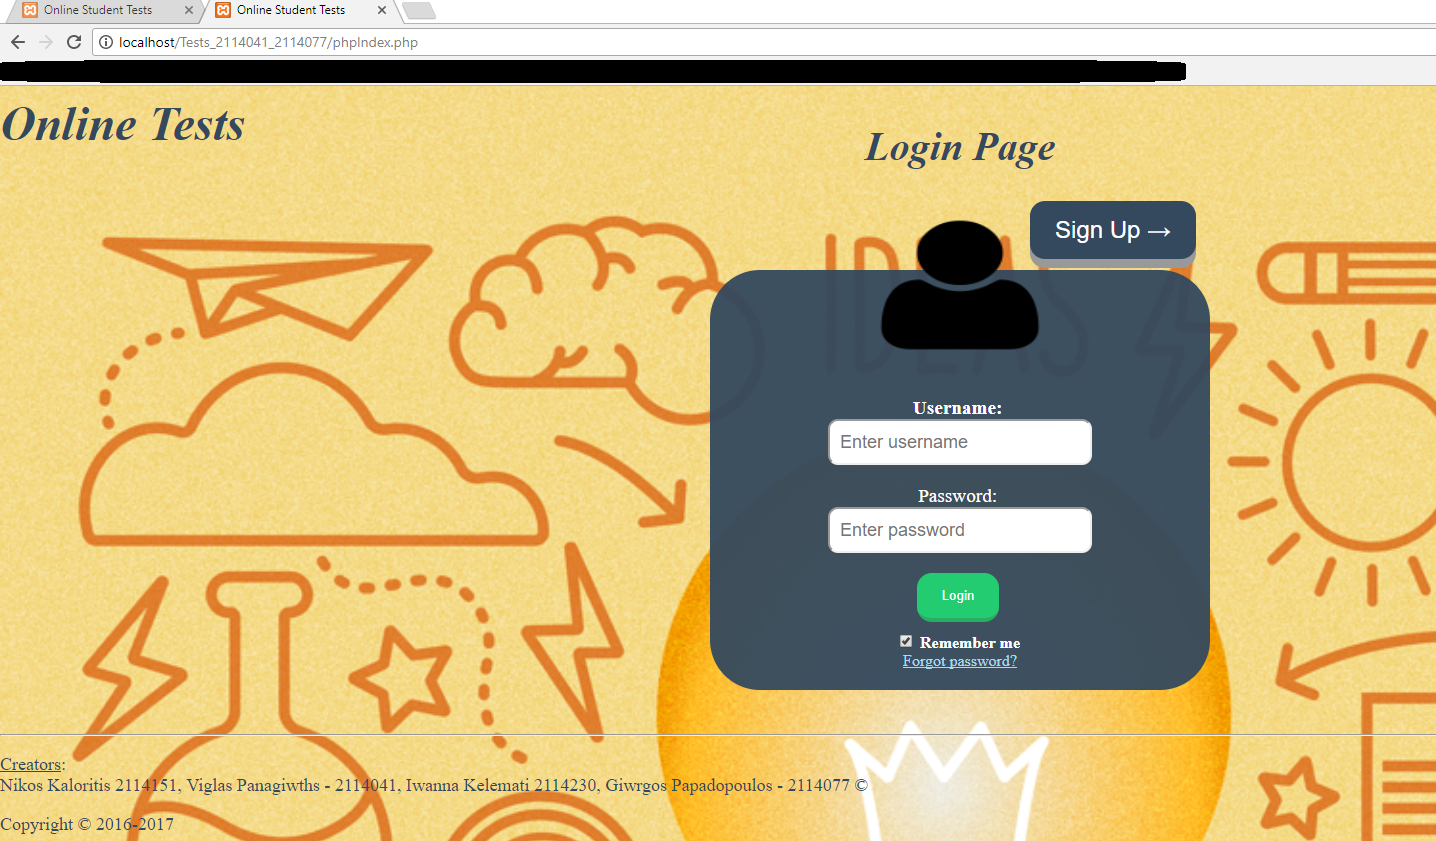 Online Student Tests
Online Student Tests
localhost/Tests_2114041_2114077/phpIndex.php
Online Tests
Login Page
Sign Up →
IDEAS
Username:
Enter username
Password:
Enter password
Login
Remember me
Forgot password?
Creators:
Nikos Kaloritis 2114151, Viglas Panagiwths - 2114041, Iwanna Kelemati 2114230, Giwrgos Papadopoulos - 2114077 ©
Copyright © 2016-2017